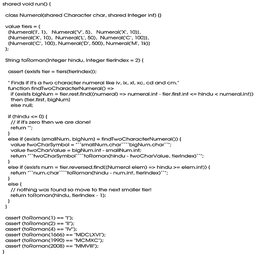 shared void run() {
class Numeral(shared Character char, shared Integer int) {}
value tiers = {
{Numeral('I', 1), Numeral('V', 5), Numeral('X', 10)},
{Numeral('X', 10), Numeral('L', 50), Numeral('C', 100)},
{Numeral('C', 100), Numeral('D', 500), Numeral('M', 1k)}
};
String toRoman(Integer hindu, Integer tierIndex = 2) {
assert (exists tier = tiers[tierIndex]);
" Finds if it's a two character numeral like iv, ix, xl, xc, cd and cm."
function findTwoCharacterNumeral() =>
if (exists bigNum = tier.rest.find((numeral) => numeral.int - tier.first.int <= hindu < numeral.int))
then [tier.first, bigNum]
else null;
if (hindu <= 0) {
// if it's zero then we are done!
return "";
}
else if (exists [smallNum, bigNum] = findTwoCharacterNumeral()) {
value twoCharSymbol = "``smallNum.char````bigNum.char``";
value twoCharValue = bigNum.int - smallNum.int;
return "``twoCharSymbol````toRoman(hindu - twoCharValue, tierIndex)``";
}
else if (exists num = tier.reversed.find((Numeral elem) => hindu >= elem.int)) {
return "``num.char````toRoman(hindu - num.int, tierIndex)``";
}
else {
// nothing was found so move to the next smaller tier!
return toRoman(hindu, tierIndex - 1);
}
}
assert (toRoman(1) == "I");
assert (toRoman(2) == "II");
assert (toRoman(4) == "IV");
assert (toRoman(1666) == "MDCLXVI");
assert (toRoman(1990) == "MCMXC");
assert (toRoman(2008) == "MMVIII");
}